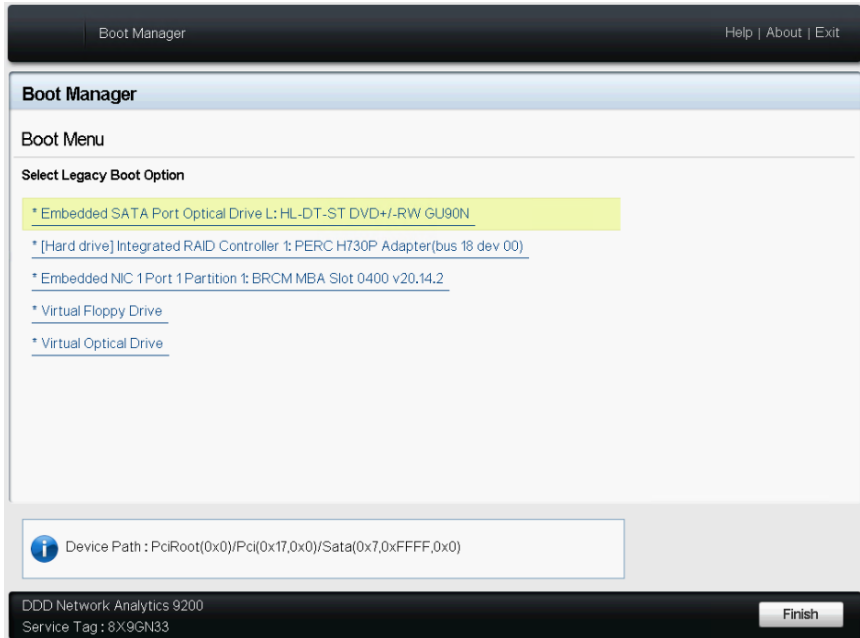 Boot Manager
Help | About | Exit
Boot Manager
Boot Menu
Select Legacy Boot Option
* Embedded SATA Port Optical Drive L: HL-DT-ST DVD+/-RW GU90N
* [Hard drive] Integrated RAID Controller 1: PERC H730P Adapter(bus 18 dev 00)
* Embedded NIC 1 Port 1 Partition 1: BRCM MBA Slot 0400 v20.14.2
* Virtual Floppy Drive
* Virtual Optical Drive
Device Path : PciRoot(0x0)/Pci(0x17,0x0)/Sata(0x7,0xFFFF,0x0)
DDD Network Analytics 9200
Service Tag : 8X9GN33
Finish